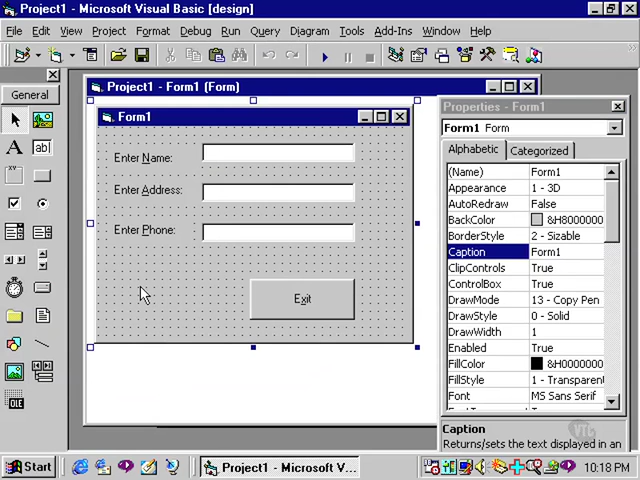 Project1 - Microsoft Visual Basic [design]
File Edit View Project Format Debug Run Query Diagram Tools Add-Ins Window Help
General
A
ab|
xv
OLE
Project1 - Form1 (Form)
Form1
Enter Name:
Enter Address:
Enter Phone:
Exit
Properties - Form1
Form1 Form
Alphabetic Categorized
(Name) Form1
Appearance 1 - 3D
AutoRedraw False
BackColor &H8000000
BorderStyle 2 - Sizable
Caption Form1
ClipControls True
ControlBox True
DrawMode 13 - Copy Pen
DrawStyle 0 - Solid
DrawWidth 1
Enabled True
FillColor &H0000000
FillStyle 1 - Transparent
Font MS Sans Serif
Caption
Returns/sets the text displayed in an
VTC
Start
Project1 - Microsoft V...
10:18 PM